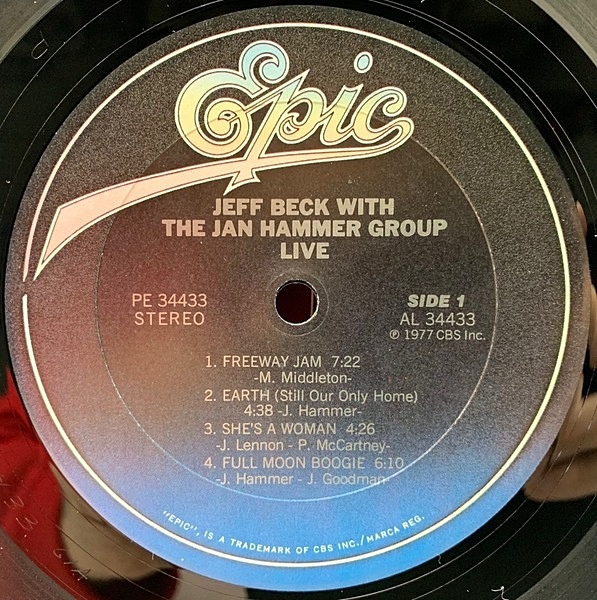 Epic
JEFF BECK WITH
THE JAN HAMMER GROUP
LIVE
PE 34433
STEREO
SIDE 1
AL 34433
℗ 1977 CBS Inc.
1. FREEWAY JAM 7:22
-M. Middleton-
2. EARTH (Still Our Only Home)
4:38 -J. Hammer-
3. SHE'S A WOMAN 4:26
-J. Lennon - P. McCartney-
4. FULL MOON BOOGIE 6:10
-J. Hammer - J. Goodman-
"EPIC", IS A TRADEMARK OF CBS INC./MARCA REG.